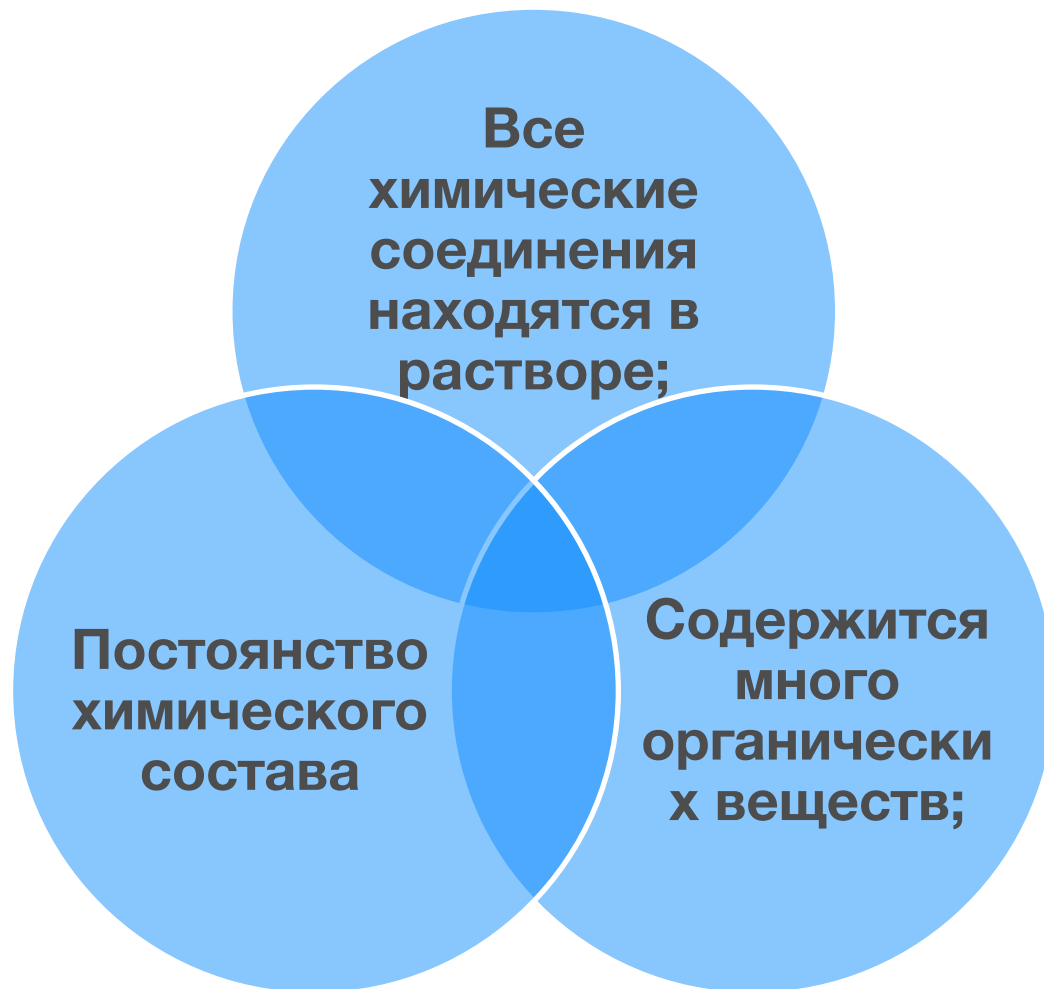 Все
химические
соединения
находятся в
растворе;
Постоянство
химического
состава
Содержится
много
органически
х веществ;